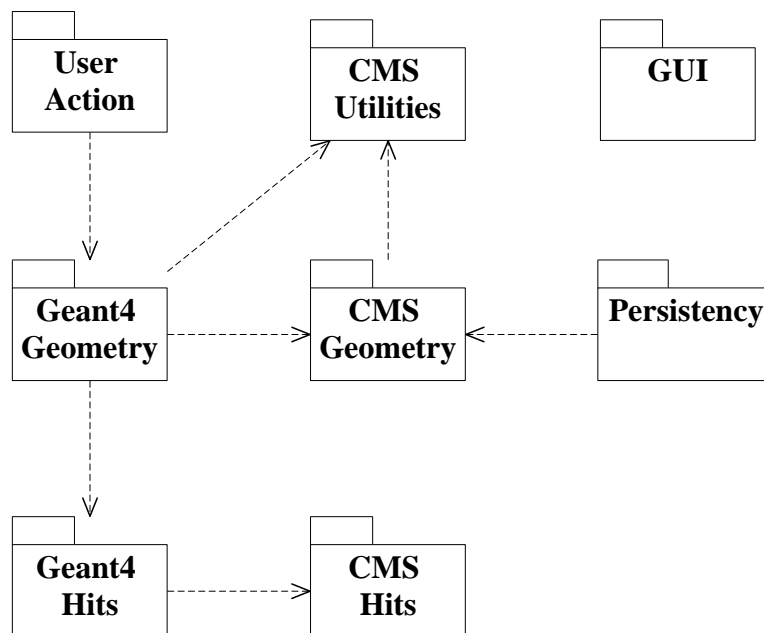 User
Action
CMS
Utilities
GUI
Geant4
Geometry
CMS
Geometry
Persistency
Geant4
Hits
CMS
Hits